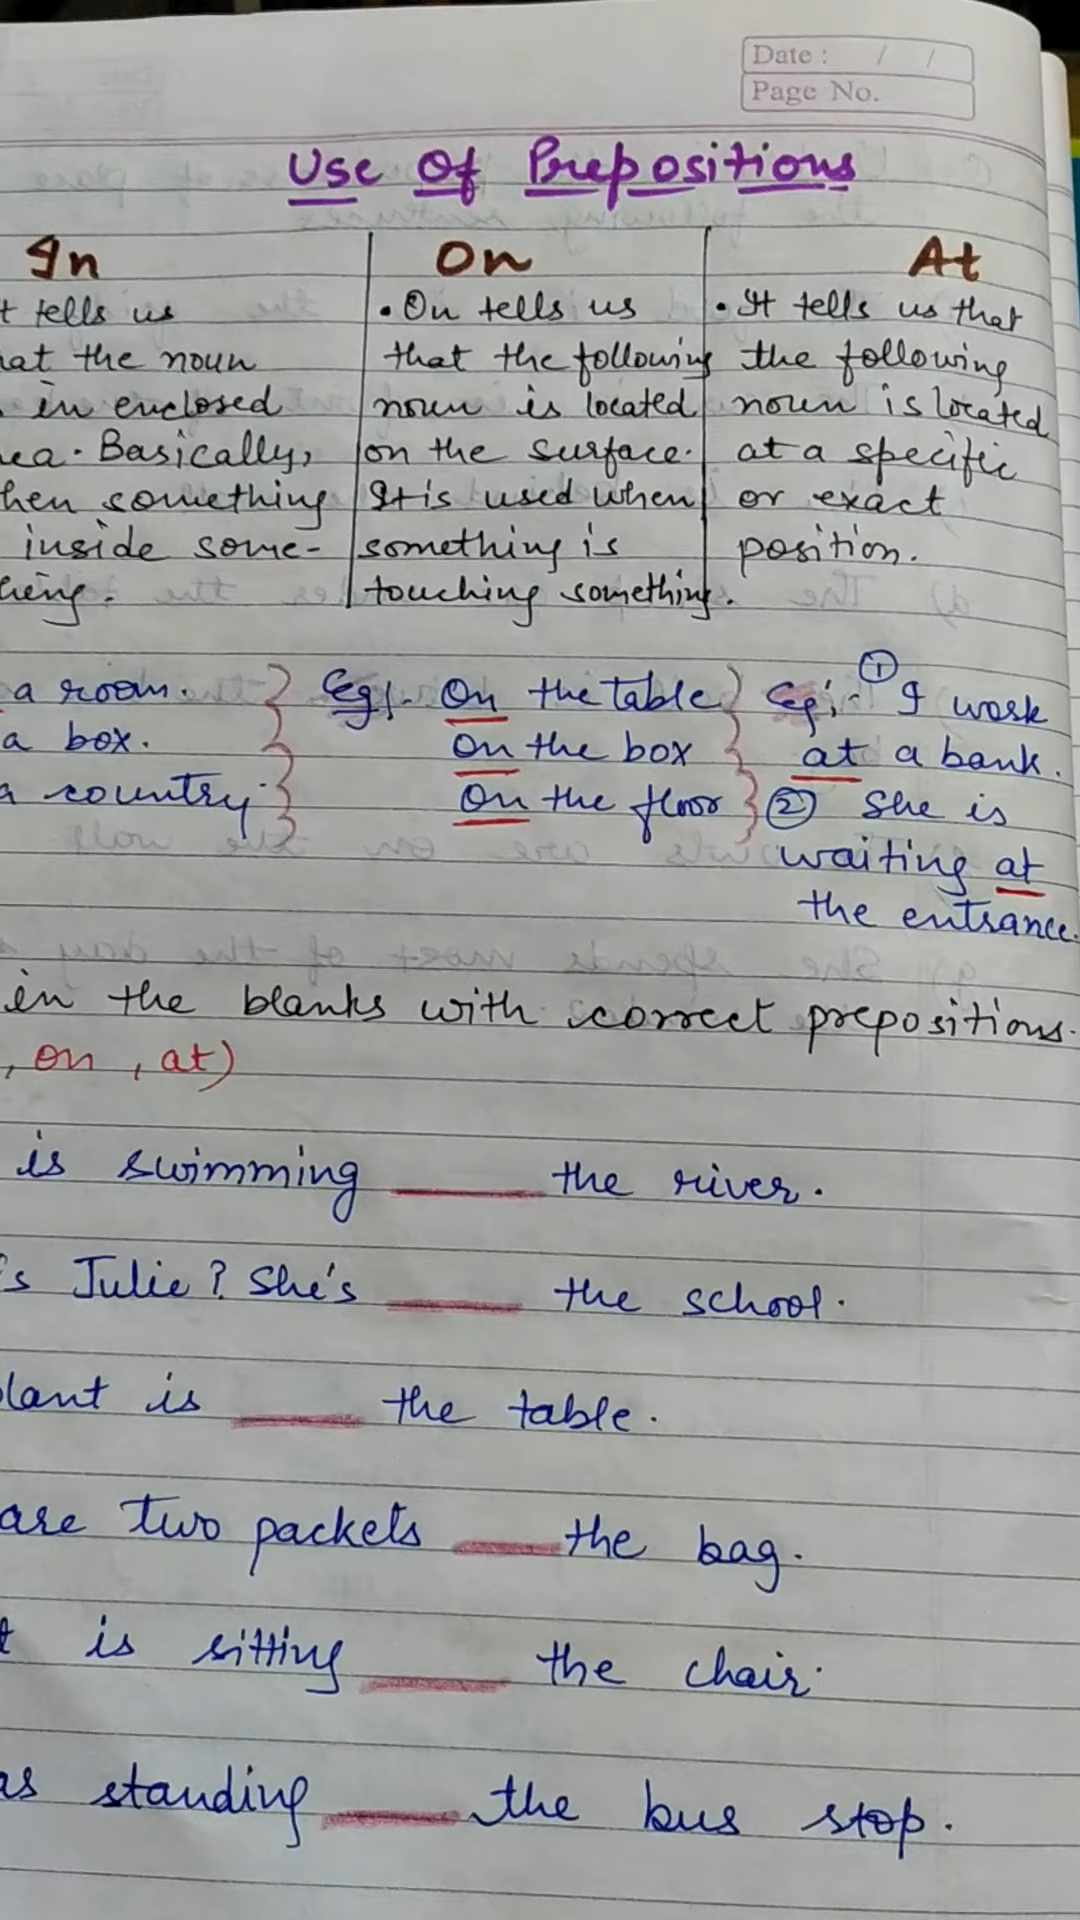 Date : / /
Page No.
Use Of Prepositions
In
t tells us
hat the noun
in enclosed
ea. Basically,
hen something
inside some-
hing.
a room.
a box.
a country.
On
• On tells us
that the following
noun is located
on the surface.
It is used when
something is
touching something.
Eg:- On the table
On the box
On the floor
At
• It tells us that
the following
noun is located
at a specific
or exact
position.
Eg:- ① I work
at a bank.
② She is
waiting at
the entrance.
in the blanks with correct prepositions.
, on , at)
is swimming ____ the river.
s Julie? She's ____ the school.
lant is ____ the table.
are two packets ____ the bag.
t is sitting ____ the chair.
as standing ____ the bus stop.